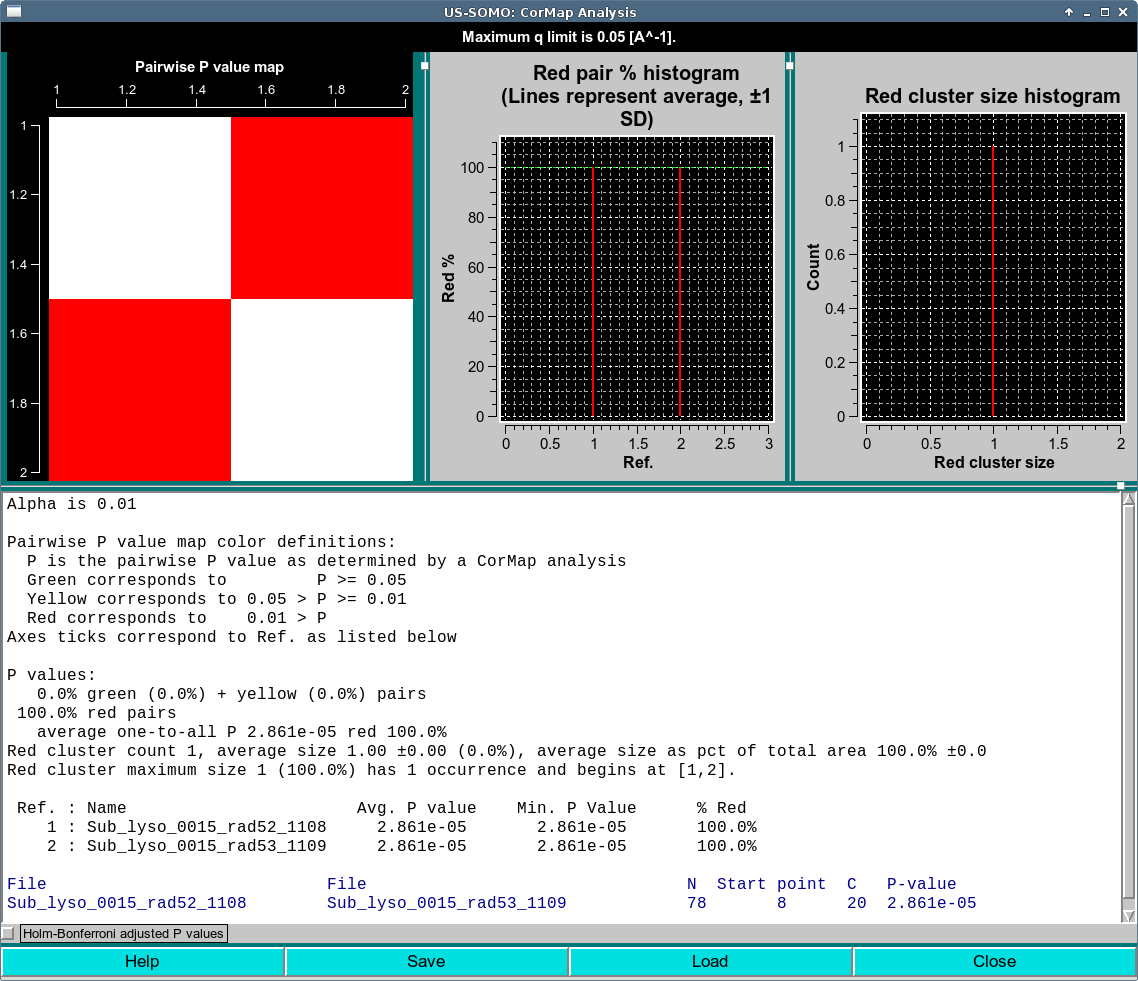 US-SOMO: CorMap Analysis
Maximum q limit is 0.05 [A^-1].
Pairwise P value map
1 1.2 1.4 1.6 1.8 2
1
1.2
1.4
1.6
1.8
2
Red pair % histogram
(Lines represent average, ±1
SD)
Red %
100
80
60
40
20
0
0 0.5 1 1.5 2 2.5 3
Ref.
Red cluster size histogram
Count
1
0.8
0.6
0.4
0.2
0
0 0.5 1 1.5 2
Red cluster size
Alpha is 0.01
Pairwise P value map color definitions:
P is the pairwise P value as determined by a CorMap analysis
Green corresponds to P >= 0.05
Yellow corresponds to 0.05 > P >= 0.01
Red corresponds to 0.01 > P
Axes ticks correspond to Ref. as listed below
P values:
0.0% green (0.0%) + yellow (0.0%) pairs
100.0% red pairs
average one-to-all P 2.861e-05 red 100.0%
Red cluster count 1, average size 1.00 ±0.00 (0.0%), average size as pct of total area 100.0% ±0.0
Red cluster maximum size 1 (100.0%) has 1 occurrence and begins at [1,2].
Ref. : Name Avg. P value Min. P Value % Red
1 : Sub_lyso_0015_rad52_1108 2.861e-05 2.861e-05 100.0%
2 : Sub_lyso_0015_rad53_1109 2.861e-05 2.861e-05 100.0%
File File N Start point C P-value
Sub_lyso_0015_rad52_1108 Sub_lyso_0015_rad53_1109 78 8 20 2.861e-05
Holm-Bonferroni adjusted P values
Help Save Load Close